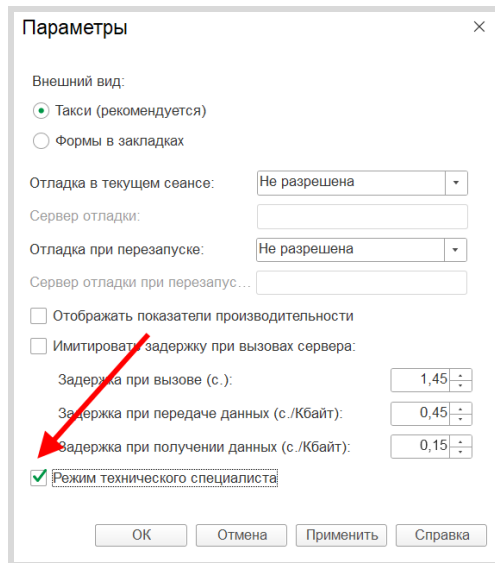 Параметры
Внешний вид:
Такси (рекомендуется)
Формы в закладках
Отладка в текущем сеансе: Не разрешена
Сервер отладки:
Отладка при перезапуске: Не разрешена
Сервер отладки при перезапус...
Отображать показатели производительности
Имитировать задержку при вызовах сервера:
Задержка при вызове (с.): 1,45
Задержка при передаче данных (с./Кбайт): 0,45
Задержка при получении данных (с./Кбайт): 0,15
Режим технического специалиста
ОК Отмена Применить Справка